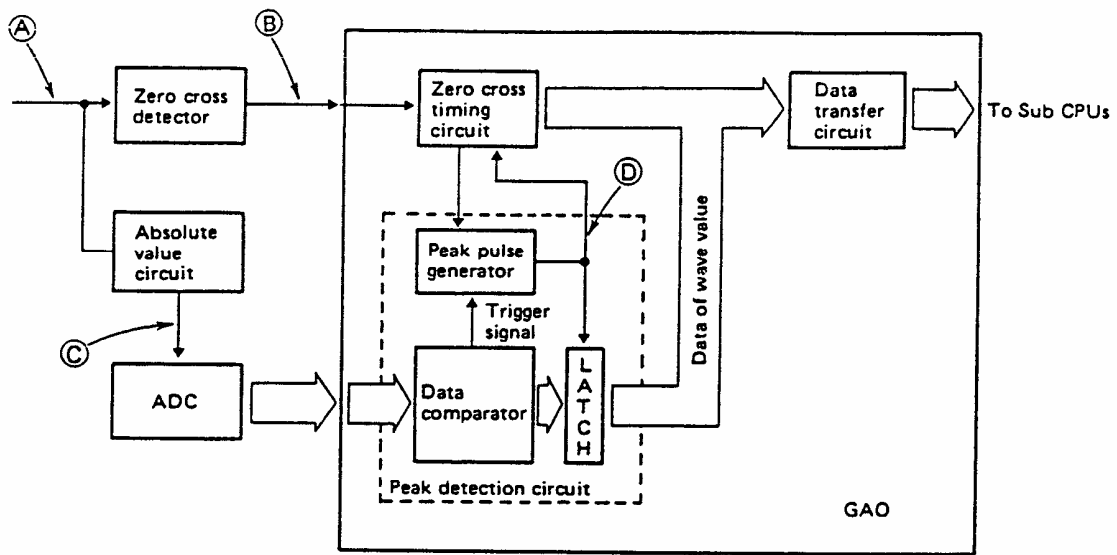 A
B
Zero cross
detector
Zero cross
timing
circuit
Data
transfer
circuit
To Sub CPUs
D
Absolute
value
circuit
Peak pulse
generator
Trigger
signal
C
ADC
Data
comparator
LATCH
Data of wave value
Peak detection circuit
GAO